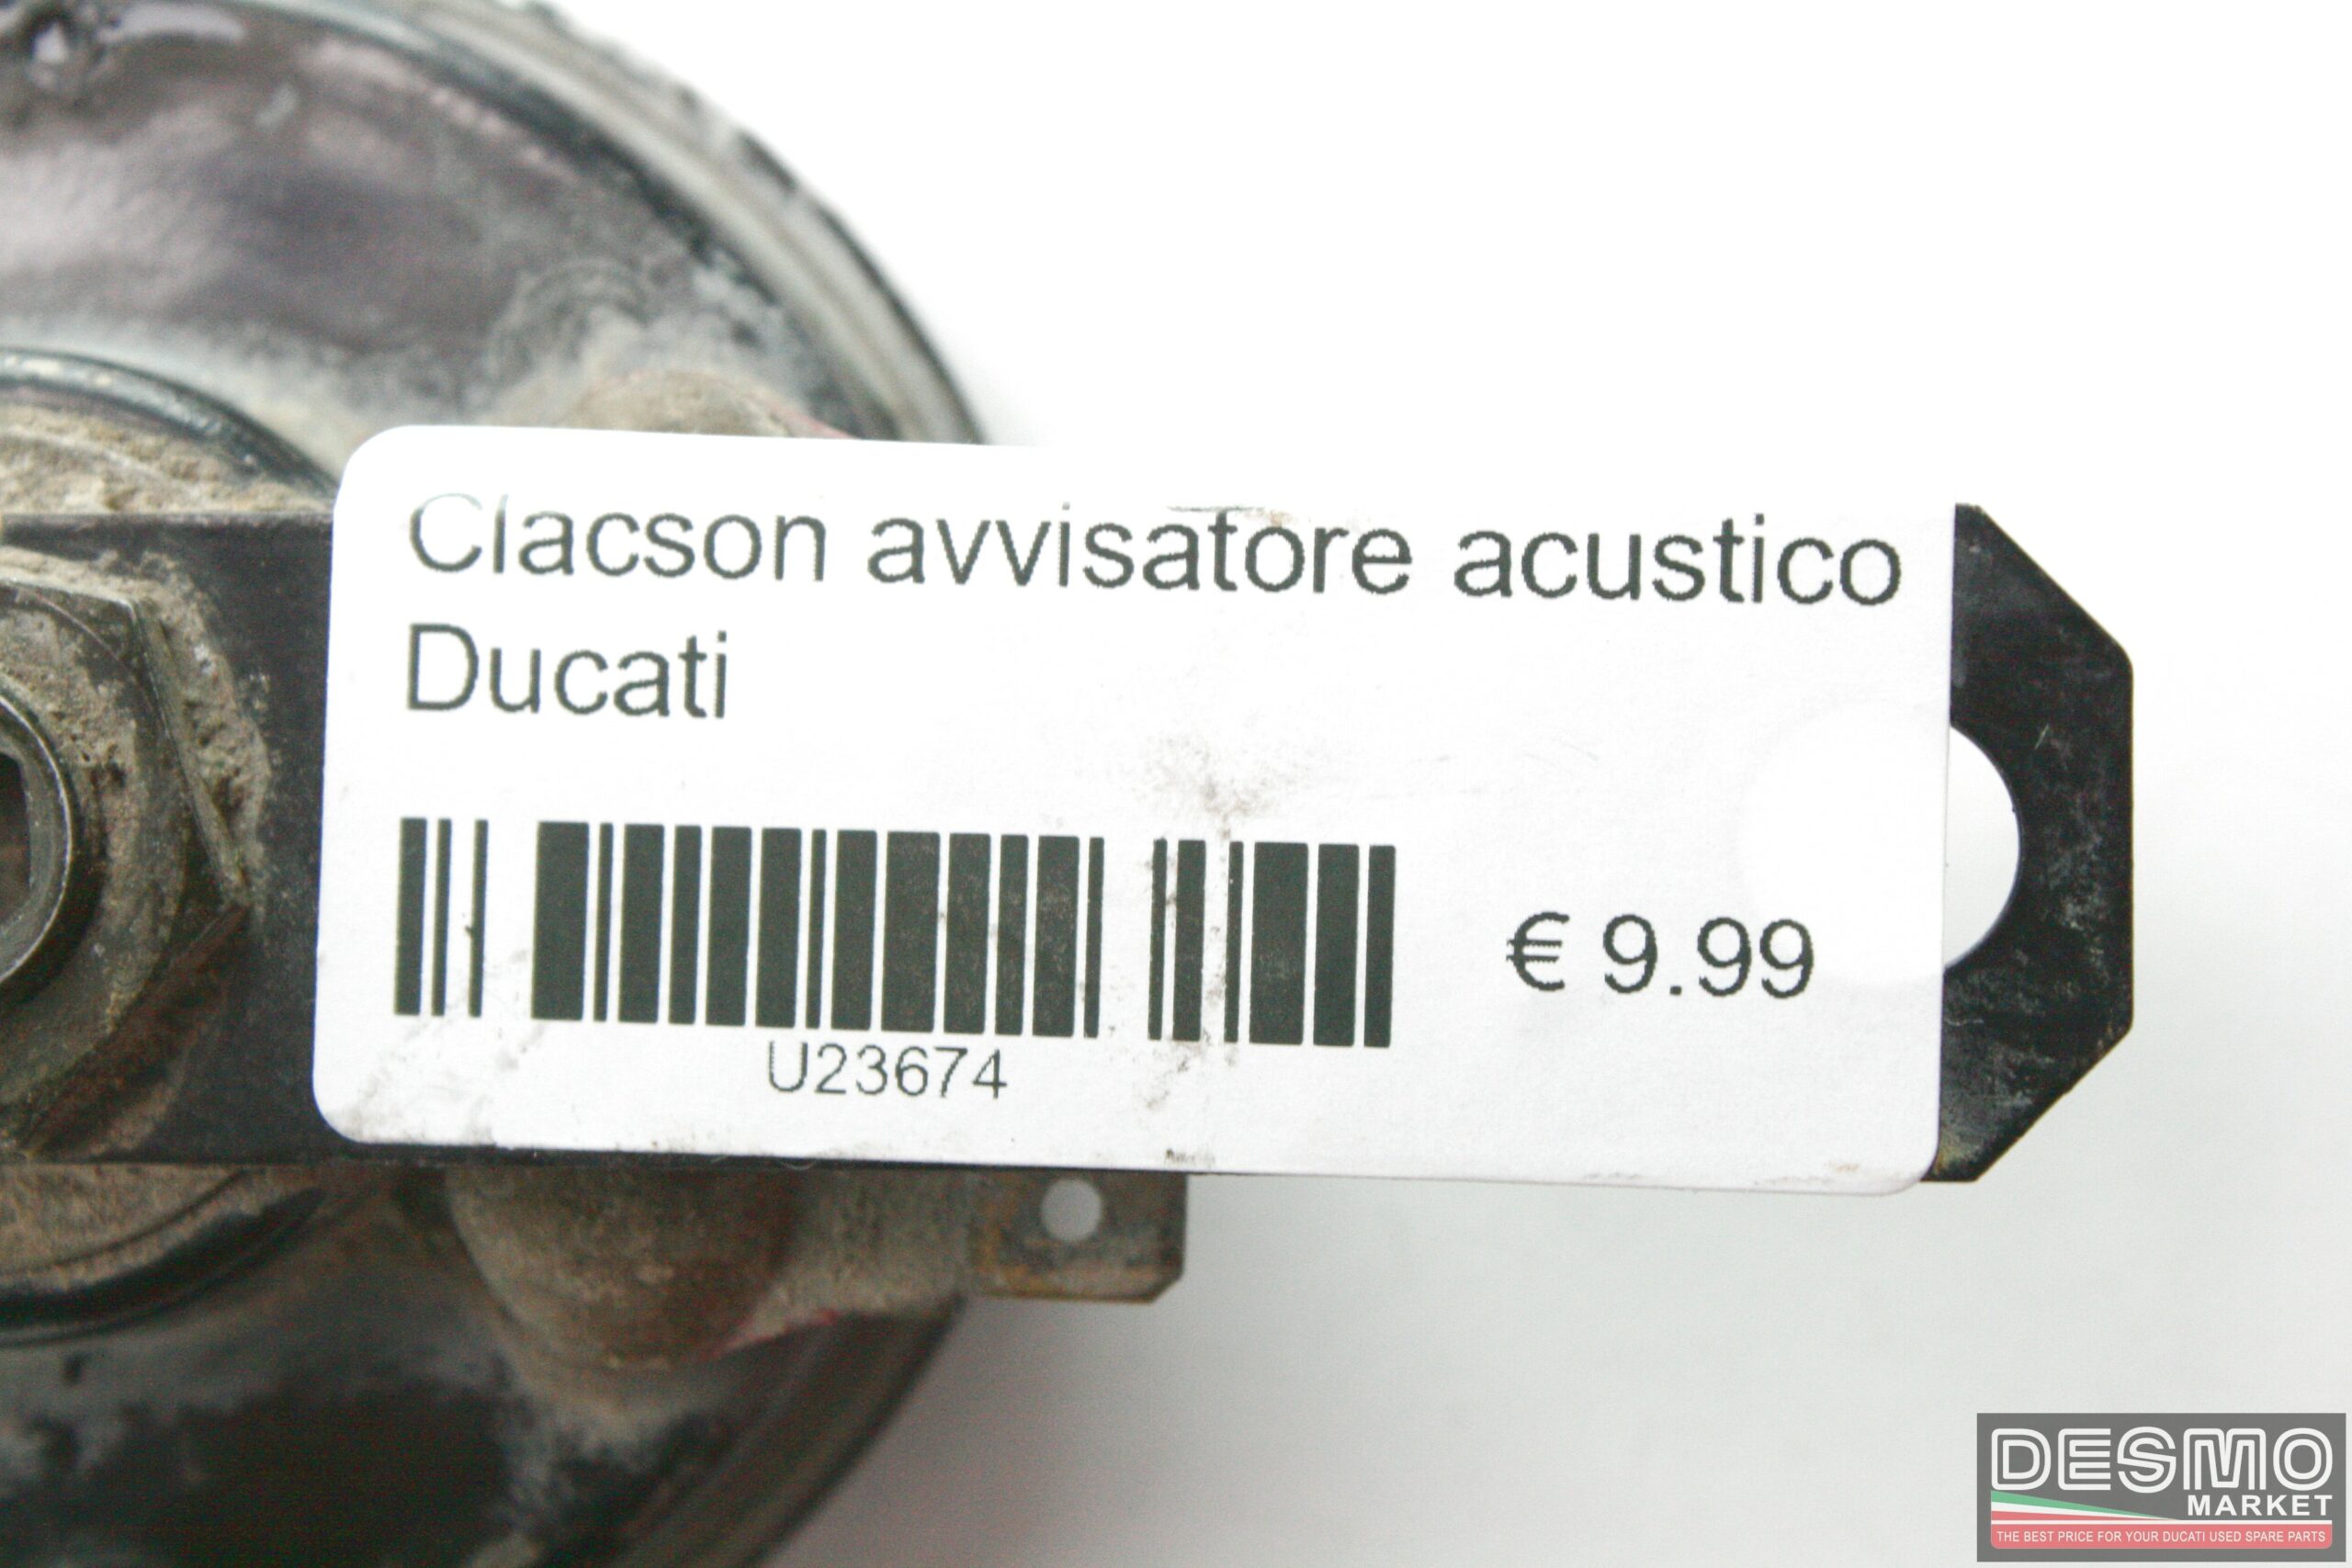 Clacson avvisatore acustico
Ducati
€ 9.99
U23674
DESMO
MARKET
THE BEST PRICE FOR YOUR DUCATI USED SPARE PARTS